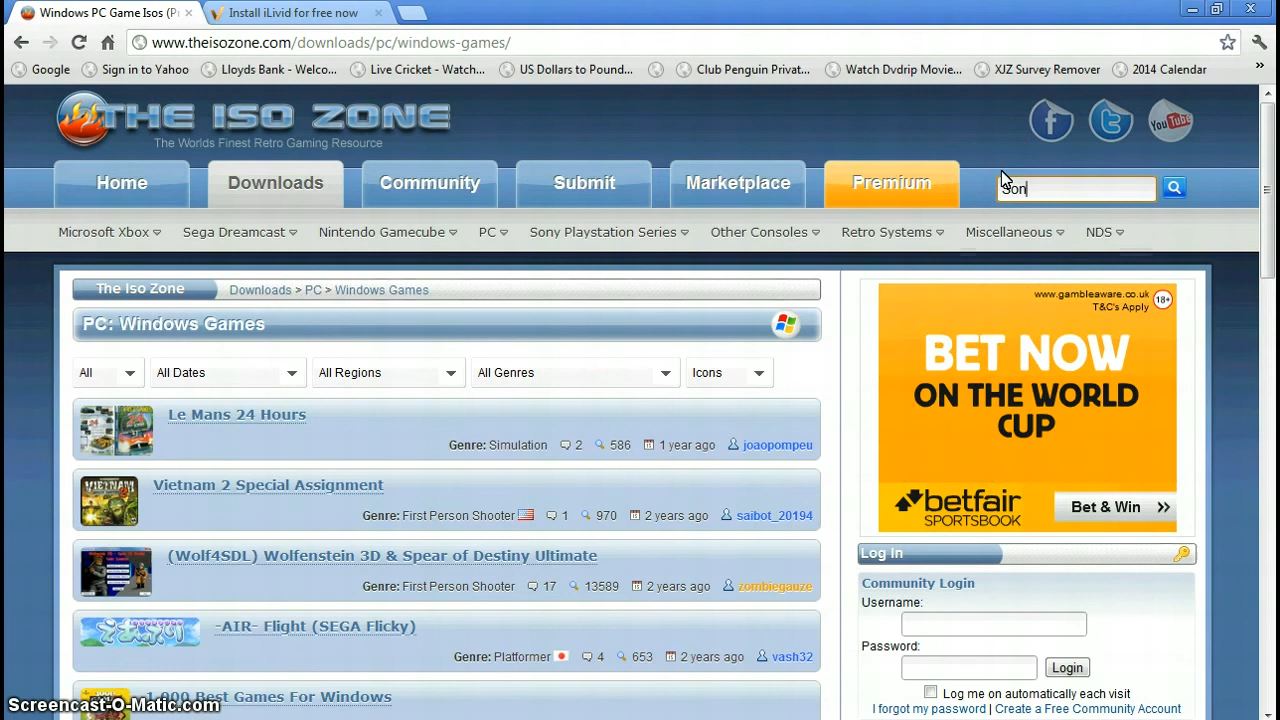 Windows PC Game Isos (P
Install iLivid for free now
www.theisozone.com/downloads/pc/windows-games/
Google
Sign in to Yahoo
Lloyds Bank - Welco...
Live Cricket - Watch...
US Dollars to Pound...
Club Penguin Privat...
Watch Dvdrip Movie...
XJZ Survey Remover
2014 Calendar
THE ISO ZONE
The Worlds Finest Retro Gaming Resource
You Tube
Home
Downloads
Community
Submit
Marketplace
Premium
Son
Microsoft Xbox
Sega Dreamcast
Nintendo Gamecube
PC
Sony Playstation Series
Other Consoles
Retro Systems
Miscellaneous
NDS
The Iso Zone
Downloads > PC > Windows Games
PC: Windows Games
All
All Dates
All Regions
All Genres
Icons
Le Mans 24 Hours
Genre: Simulation 2 586 1 year ago joaopompeu
Vietnam 2 Special Assignment
Genre: First Person Shooter 1 970 2 years ago saibot_20194
(Wolf4SDL) Wolfenstein 3D & Spear of Destiny Ultimate
Genre: First Person Shooter 17 13589 2 years ago zombiegauze
-AIR- Flight (SEGA Flicky)
Genre: Platformer 4 653 2 years ago vash32
1,000 Best Games For Windows
www.gambleaware.co.uk
18+
T&C's Apply
BET NOW
ON THE WORLD
CUP
betfair
SPORTSBOOK
Bet & Win >>
Log In
Community Login
Username:
Password:
Login
Log me on automatically each visit
I forgot my password | Create a Free Community Account
Screencast-O-Matic.com